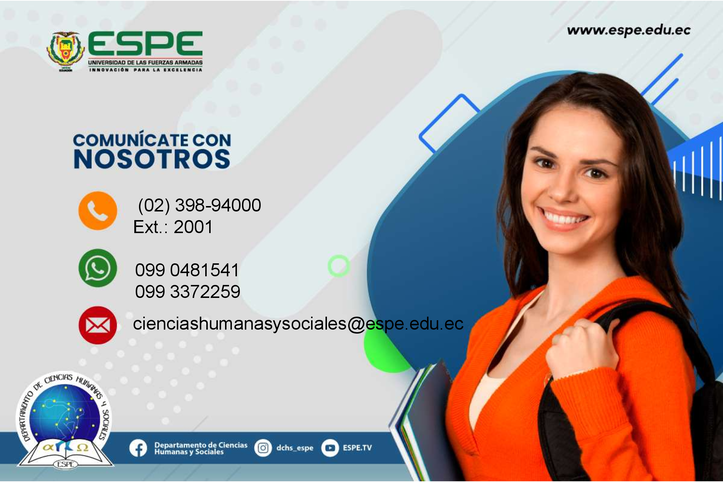 ESPE
UNIVERSIDAD DE LAS FUERZAS ARMADAS
INNOVACIÓN PARA LA EXCELENCIA
www.espe.edu.ec
COMUNÍCATE CON
NOSOTROS
(02) 398-94000
Ext.: 2001
099 0481541
099 3372259
cienciashumanasysociales@espe.edu.ec
DEPARTAMENTO DE CIENCIAS HUMANAS Y SOCIALES
α Ω
ESPE
Departamento de Ciencias
Humanas y Sociales
dchs_espe
ESPE.TV